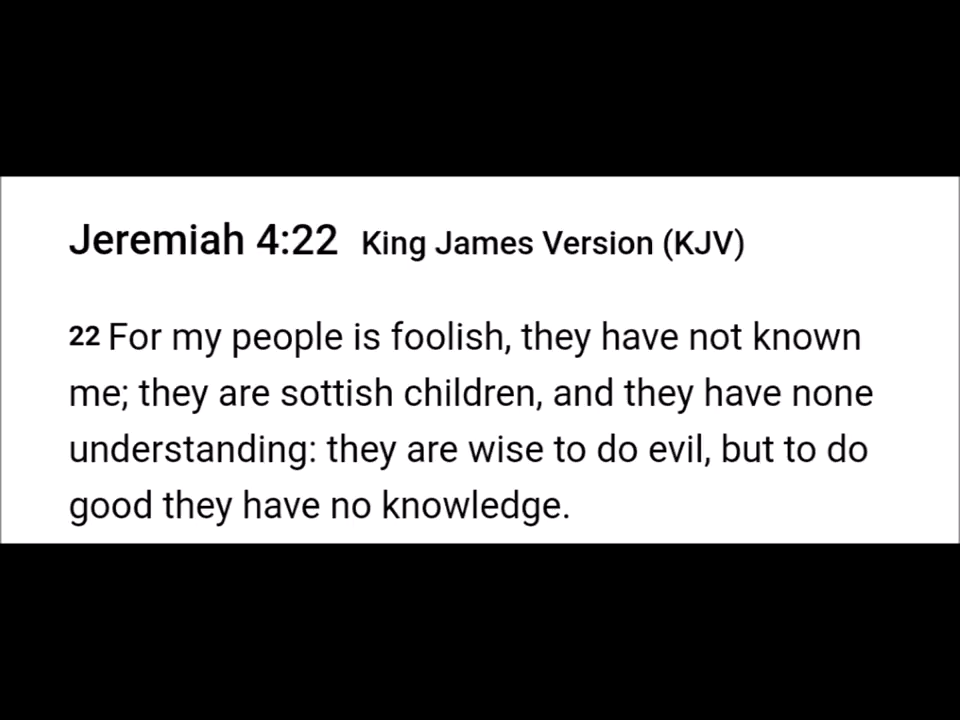 Jeremiah 4:22 King James Version (KJV)
22 For my people is foolish, they have not known
me; they are sottish children, and they have none
understanding: they are wise to do evil, but to do
good they have no knowledge.